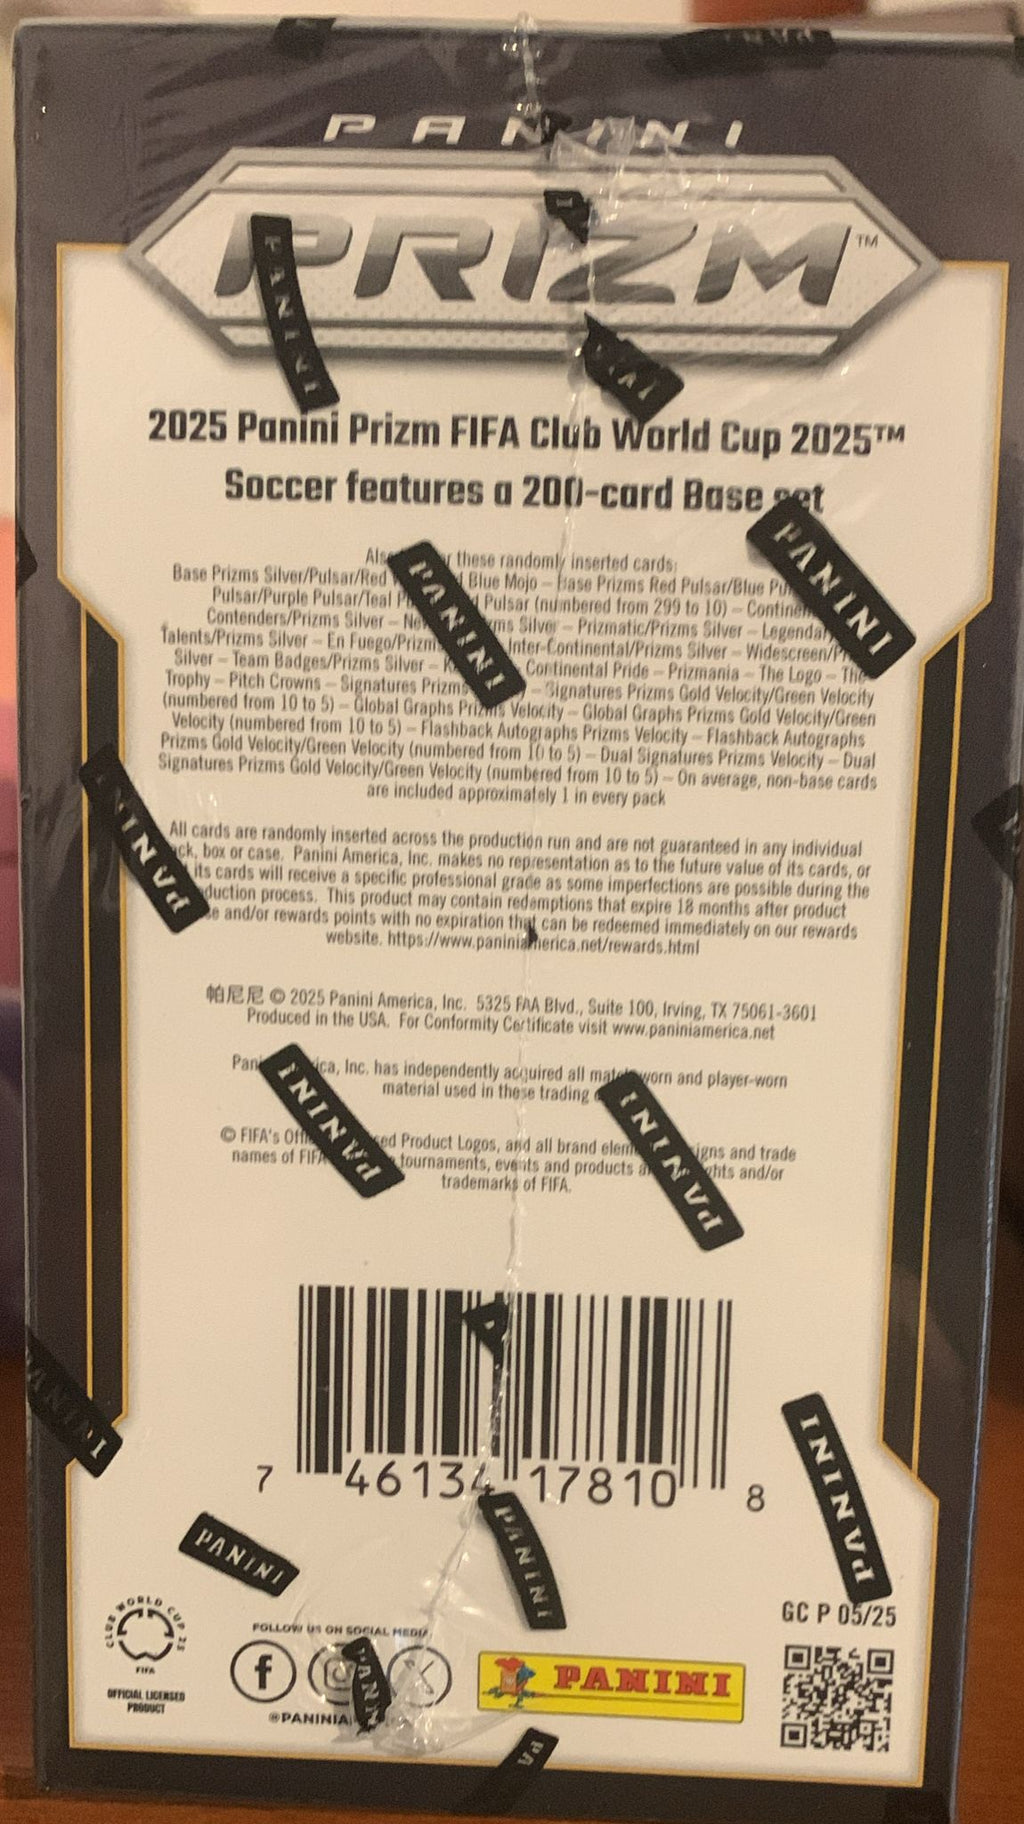 PANINI
PRIZM™
2025 Panini Prizm FIFA Club World Cup 2025™
Soccer features a 200-card Base set
these randomly inserted cards:
Base Prizms Silver/Pulsar/Red Blue Mojo – Base Prizms Red Pulsar/Blue
Pulsar/Purple Pulsar/Teal Pulsar (numbered from 299 to 10) –
Contenders/Prizms Silver – Silver – Prizmatic/Prizms Silver –
Talents/Prizms Silver – En Fuego/ Inter-Continental/Prizms Silver –
Silver – Team Badges/Prizms Silver – Continental Pride – Prizmania – The Logo – The
Trophy – Pitch Crowns – Signatures Prizms – Signatures Prizms Gold Velocity/Green Velocity
(numbered from 10 to 5) – Global Graphs Prizms Velocity – Global Graphs Prizms Gold Velocity/Green
Velocity (numbered from 10 to 5) – Flashback Autographs Prizms Velocity – Flashback Autographs
Prizms Gold Velocity/Green Velocity (numbered from 10 to 5) – Dual Signatures Prizms Velocity – Dual
Signatures Prizms Gold Velocity/Green Velocity (numbered from 10 to 5) – On average, non-base cards
are included approximately 1 in every pack
All cards are randomly inserted across the production run and are not guaranteed in any individual
box or case. Panini America, Inc. makes no representation as to the future value of its cards, or
its cards will receive a specific professional grade as some imperfections are possible during the
process. This product may contain redemptions that expire 18 months after product
and/or rewards points with no expiration that can be redeemed immediately on our rewards
website. https://www.paniniamerica.net/rewards.html
帕尼尼 © 2025 Panini America, Inc. 5325 FAA Blvd., Suite 100, Irving, TX 75061-3601
Produced in the USA. For Conformity Certificate visit www.paniniamerica.net
Inc. has independently acquired all and player-worn
material used in these trading
© FIFA's Product Logos, and all brand and trade
names of tournaments, events and products and/or
trademarks of FIFA.
7 46134 17810 8
PANINI
PANINI
PANINI
PANINI
PANINI
PANINI
PANINI
PANINI
PANINI
GC P 05/25
CLUB WORLD CUP 25
FIFA
OFFICIAL LICENSED
PRODUCT
FOLLOW US ON SOCIAL MEDIA
PANINI